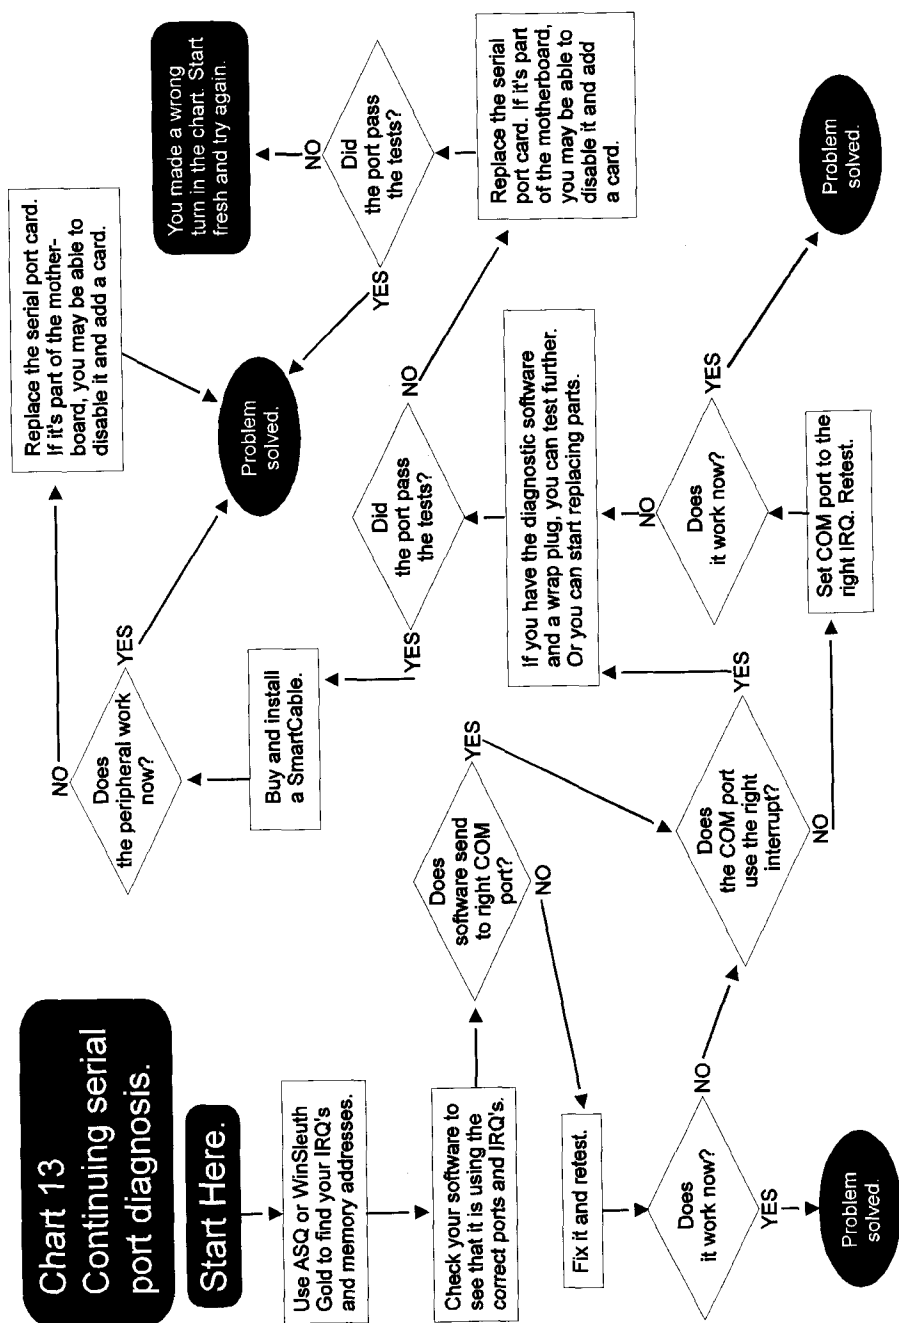 Chart 13
Continuing serial
port diagnosis.
Start Here.
Use ASQ or WinSleuth
Gold to find your IRQ's
and memory addresses.
Check your software to
see that it is using the
correct ports and IRQ's.
Does
software send
to right COM
port?
YES
NO
Fix it and retest.
Does
it work now?
NO
YES
Problem
solved.
Does
the COM port
use the right
interrupt?
YES
NO
Set COM port to the
right IRQ. Retest.
Does
it work now?
NO
YES
Problem
solved.
If you have the diagnostic software
and a wrap plug, you can test further.
Or you can start replacing parts.
Did
the port pass
the tests?
YES
NO
Buy and install
a SmartCable.
Does
the peripheral work
now?
NO
YES
Replace the serial port card.
If it's part of the mother-
board, you may be able to
disable it and add a card.
Problem
solved.
Replace the serial
port card. If it's part
of the motherboard,
you may be able to
disable it and add
a card.
Did
the port pass
the tests?
YES
NO
You made a wrong
turn in the chart. Start
fresh and try again.